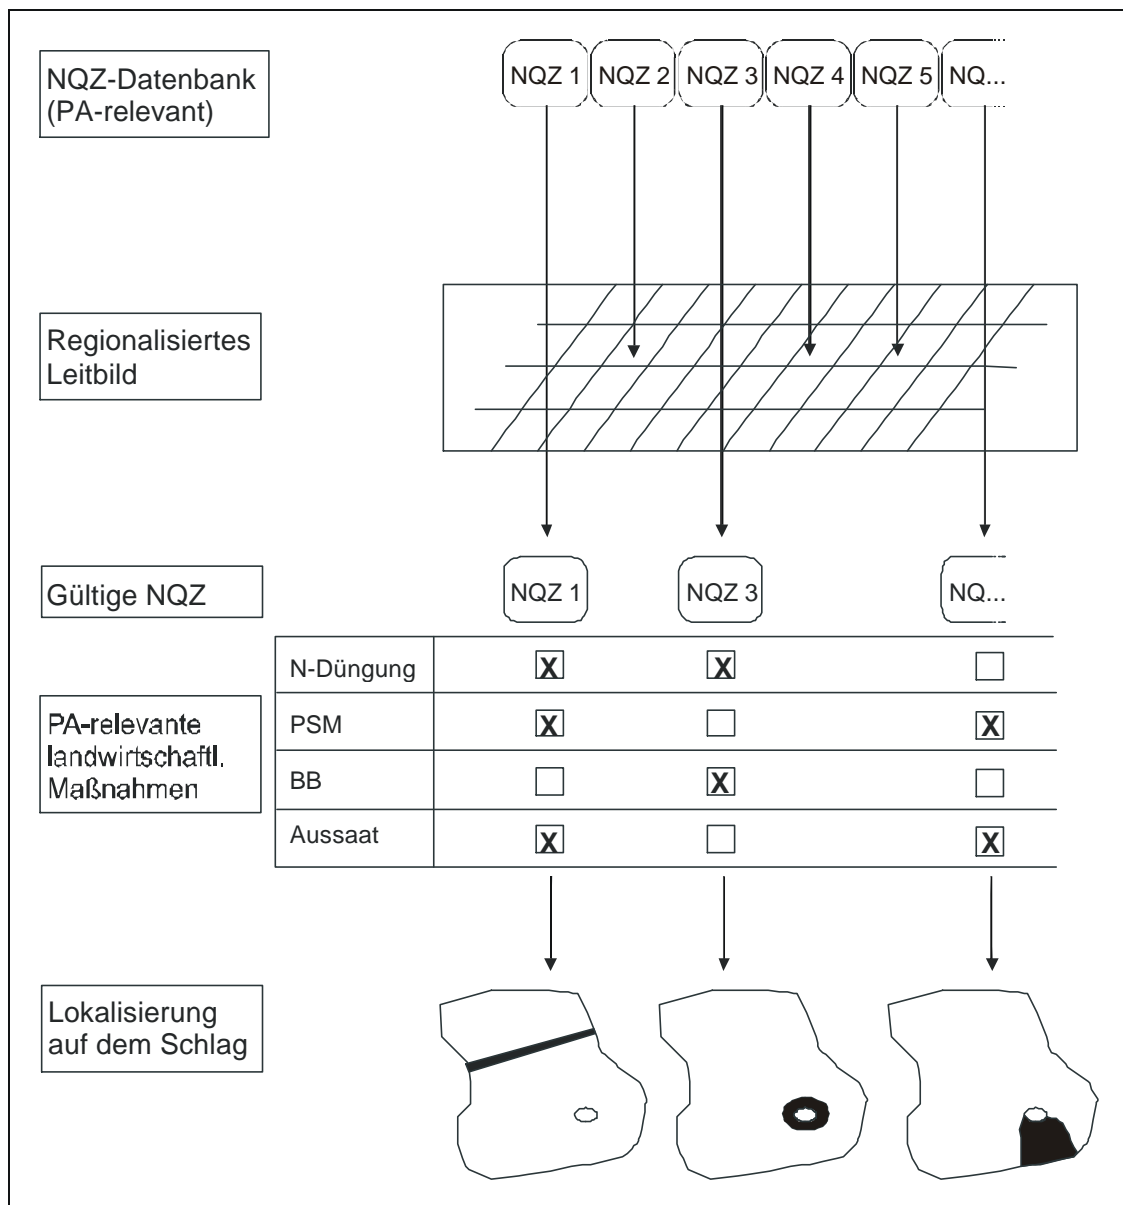 NQZ-Datenbank
(PA-relevant)
NQZ 1 NQZ 2 NQZ 3 NQZ 4 NQZ 5 NQ...
Regionalisiertes
Leitbild
Gültige NQZ
NQZ 1 NQZ 3 NQ...
PA-relevante
landwirtschaftl.
Maßnahmen
N-Düngung X X
PSM X X
BB X
Aussaat X X
Lokalisierung
auf dem Schlag